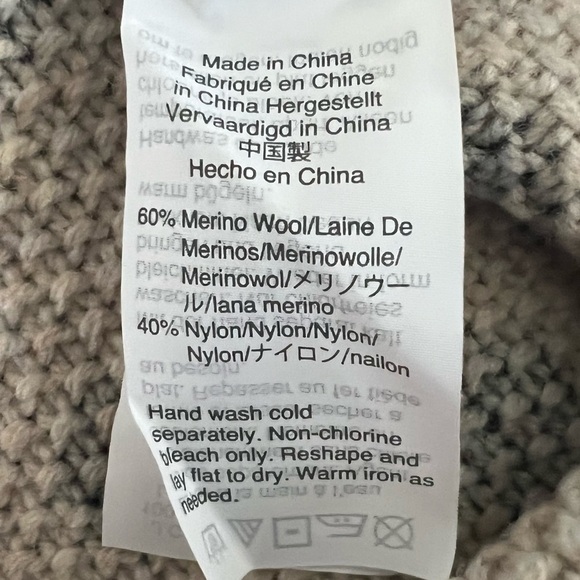 Made in China
Fabriqué en Chine
in China Hergestellt
Vervaardigd in China
中国製
Hecho en China
60% Merino Wool/Laine De
Merinos/Merinowolle/
Merinowol/メリノウー
ル/lana merino
40% Nylon/Nylon/Nylon/
Nylon/ナイロン/nailon
Hand wash cold
separately. Non-chlorine
bleach only. Reshape and
lay flat to dry. Warm iron as
needed.